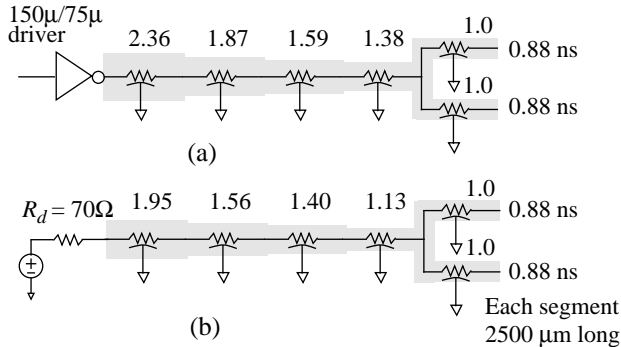 150μ/75μ
driver
2.36 1.87 1.59 1.38 1.0
0.88 ns
1.0
0.88 ns
(a)
R_d = 70Ω
1.95 1.56 1.40 1.13 1.0
0.88 ns
1.0
0.88 ns
(b)
Each segment
2500 μm long